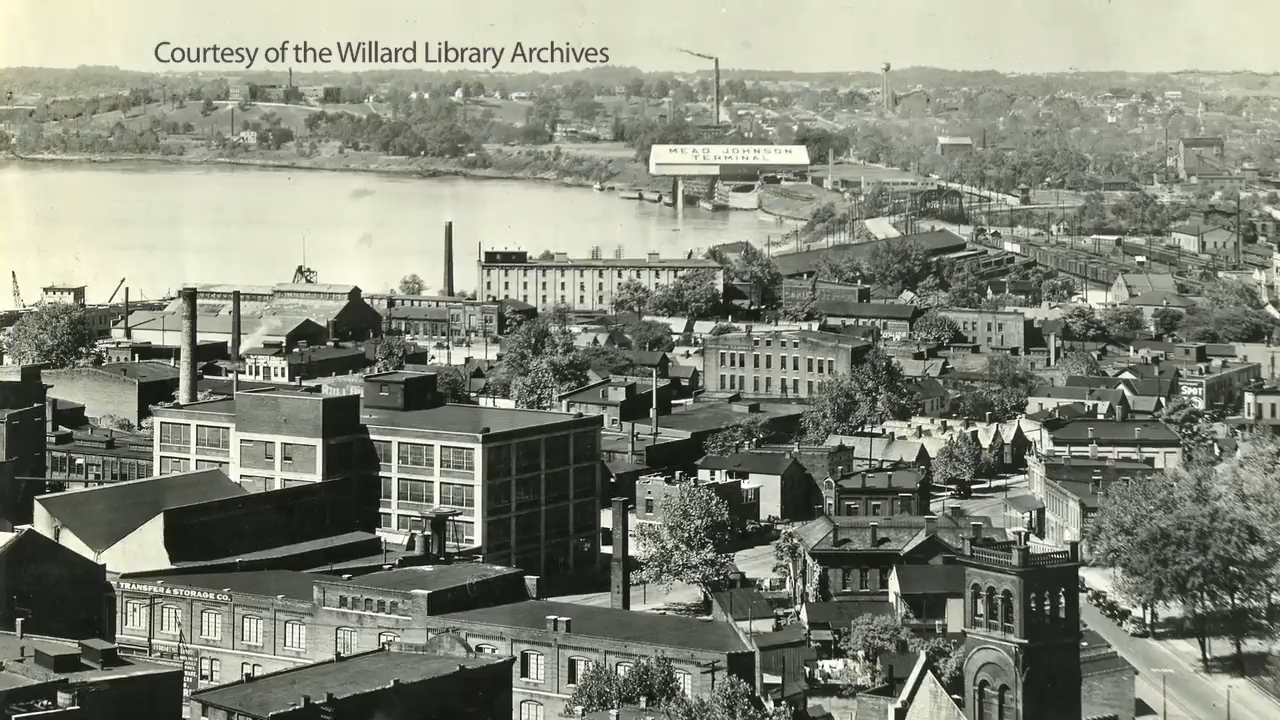 Courtesy of the Willard Library Archives
MEAD JOHNSON
TERMINAL
TRANSFER & STORAGE CO.